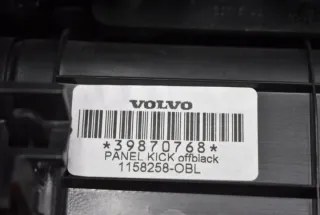 VOLVO
*39870768*
PANEL KICK offblack
1158258-OBL